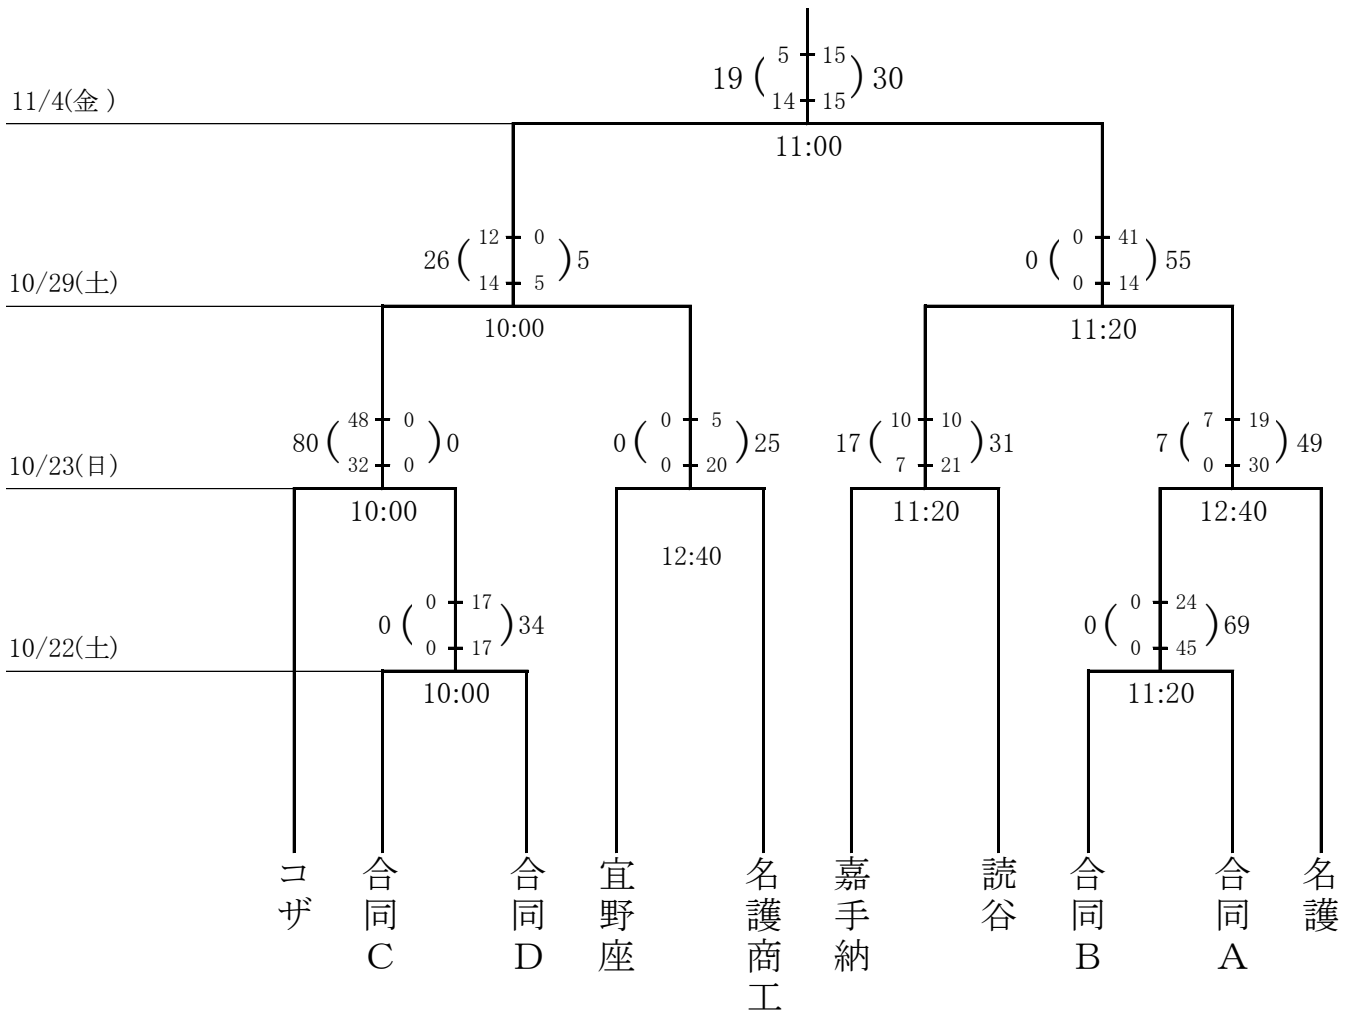 5 15
19 ( ) 30
14 15
11/4(金 )
11:00
12 0 0 41
26 ( ) 5 0 ( ) 55
14 5 0 14
10/29(土)
10:00 11:20
48 0 0 5 10 10 7 19
80 ( ) 0 0 ( ) 25 17 ( ) 31 7 ( ) 49
32 0 0 20 7 21 0 30
10/23(日)
10:00 11:20 12:40
12:40
0 17 0 24
0 ( ) 34 0 ( ) 69
0 17 0 45
10/22(土)
10:00 11:20
コザ
合同C
合同D
宜野座
名護商工
嘉手納
読谷
合同B
合同A
名護